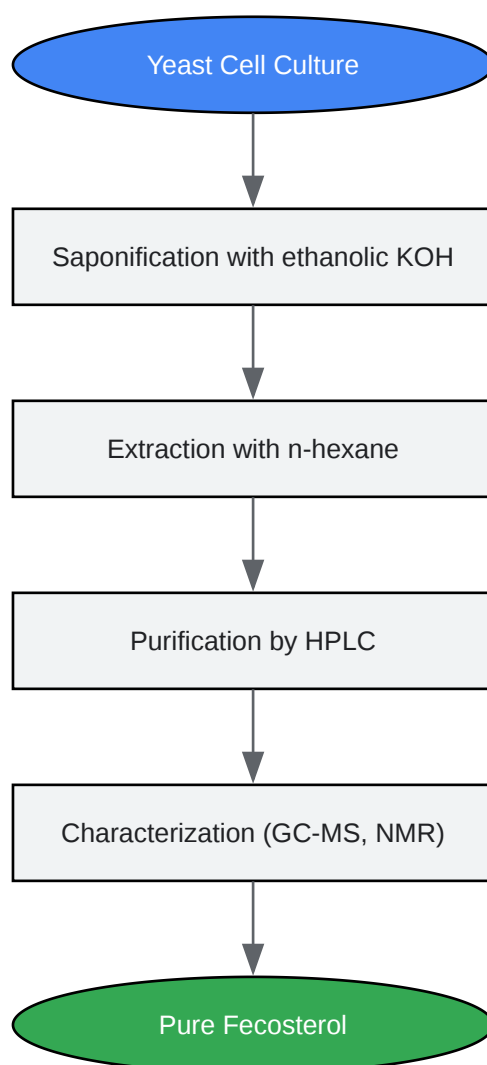 Yeast Cell Culture
Saponification with ethanolic KOH
Extraction with n-hexane
Purification by HPLC
Characterization (GC-MS, NMR)
Pure Fecosterol